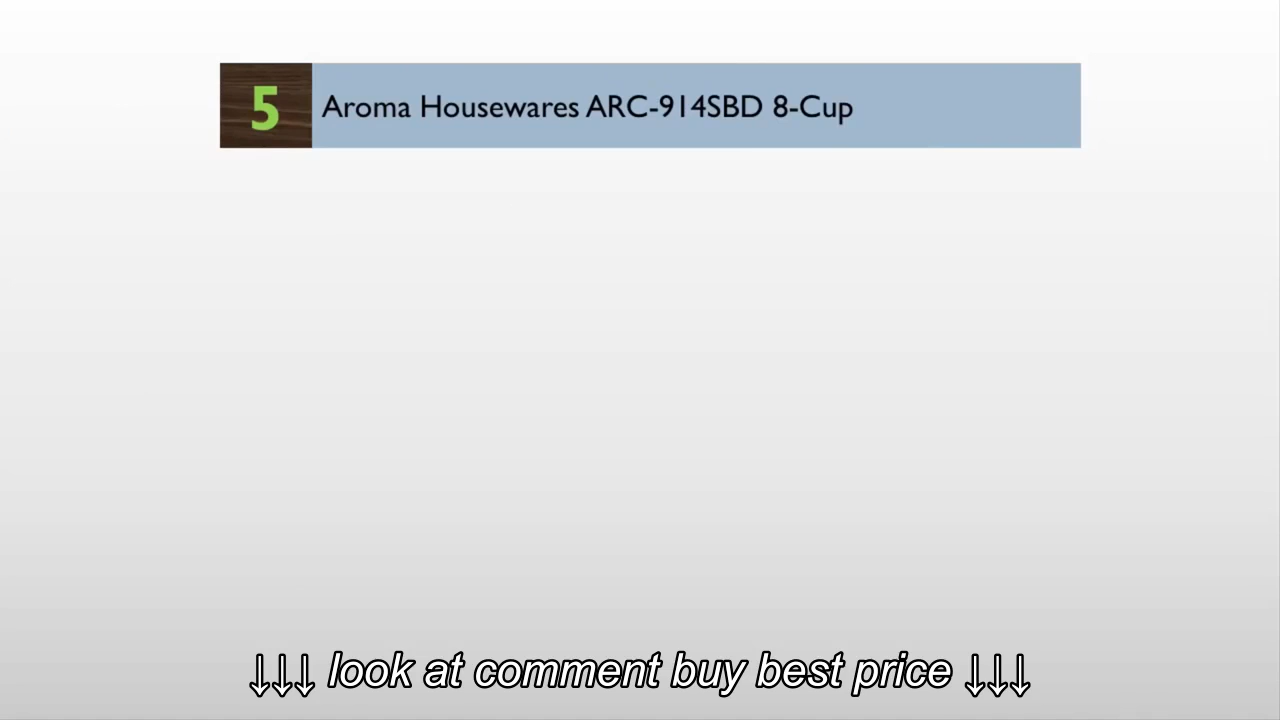 5 Aroma Housewares ARC-914SBD 8-Cup
↓↓↓ look at comment buy best price ↓↓↓